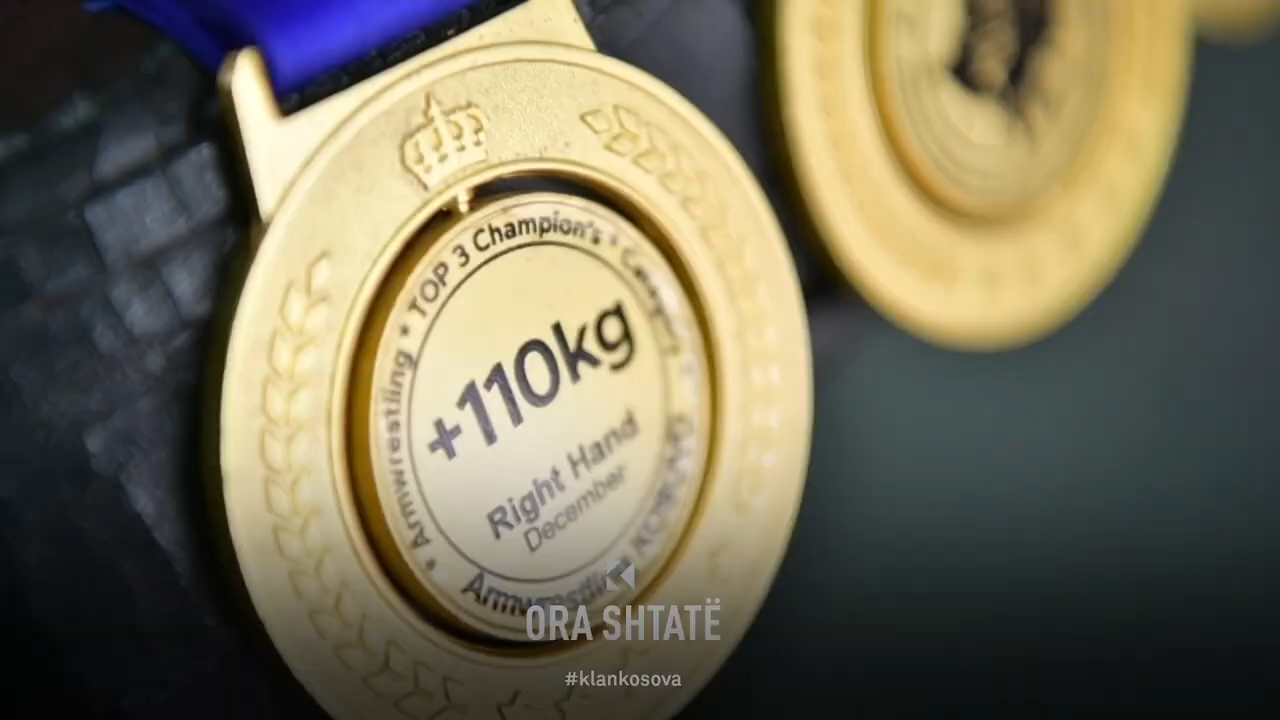 * Armwrestling * TOP 3 Champion's *
+110kg
Right Hand
December
ORA SHTATË
#klankosova